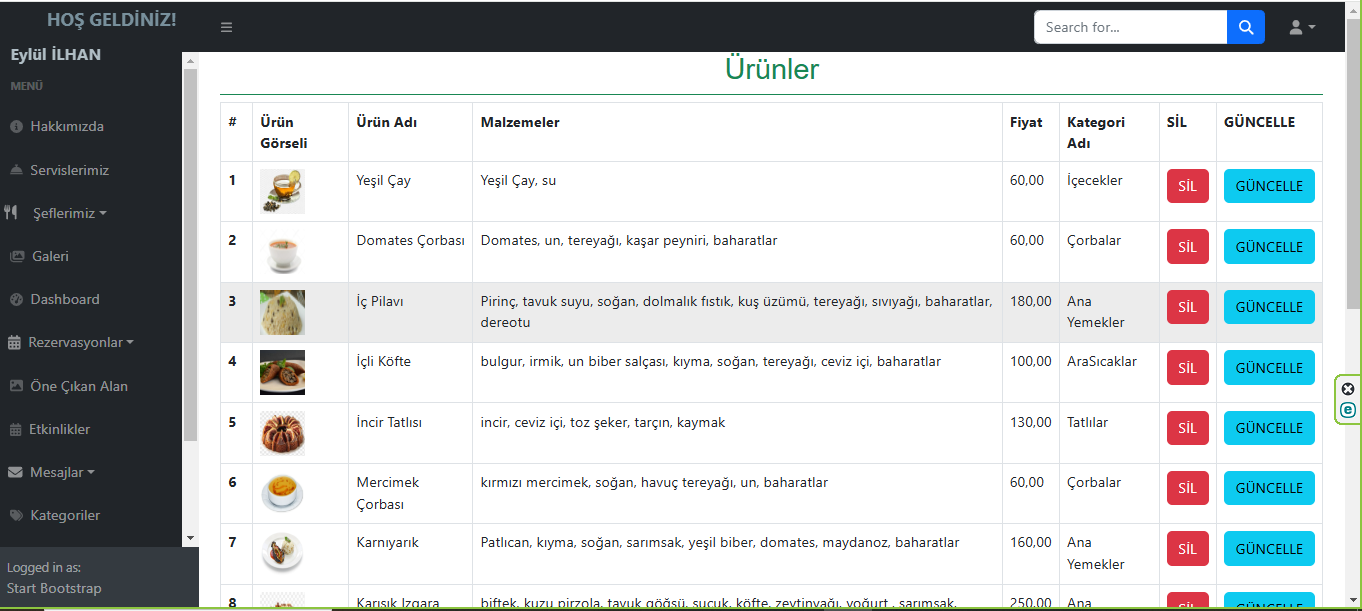 HOŞ GELDİNİZ!
Search for...
Eylül İLHAN
MENÜ
Hakkımızda
Servislerimiz
Şeflerimiz
Galeri
Dashboard
Rezervasyonlar
Öne Çıkan Alan
Etkinlikler
Mesajlar
Kategoriler
Logged in as:
Start Bootstrap
Ürünler
# Ürün Görseli Ürün Adı Malzemeler Fiyat Kategori Adı SİL GÜNCELLE
1 Yeşil Çay Yeşil Çay, su 60,00 İçecekler SİL GÜNCELLE
2 Domates Çorbası Domates, un, tereyağı, kaşar peyniri, baharatlar 60,00 Çorbalar SİL GÜNCELLE
3 İç Pilavı Pirinç, tavuk suyu, soğan, dolmalık fıstık, kuş üzümü, tereyağı, sıvıyağı, baharatlar, dereotu 180,00 Ana Yemekler SİL GÜNCELLE
4 İçli Köfte bulgur, irmik, un biber salçası, kıyma, soğan, tereyağı, ceviz içi, baharatlar 100,00 AraSıcaklar SİL GÜNCELLE
5 İncir Tatlısı incir, ceviz içi, toz şeker, tarçın, kaymak 130,00 Tatlılar SİL GÜNCELLE
6 Mercimek Çorbası kırmızı mercimek, soğan, havuç tereyağı, un, baharatlar 60,00 Çorbalar SİL GÜNCELLE
7 Karnıyarık Patlıcan, kıyma, soğan, sarımsak, yeşil biber, domates, maydanoz, baharatlar 160,00 Ana Yemekler SİL GÜNCELLE
8 Karışık Izgara biftek, kuzu pirzola, tavuk göğsü, sucuk, köfte, zeytinyağı, yoğurt , sarımsak, 250,00 Ana SİL GÜNCELLE